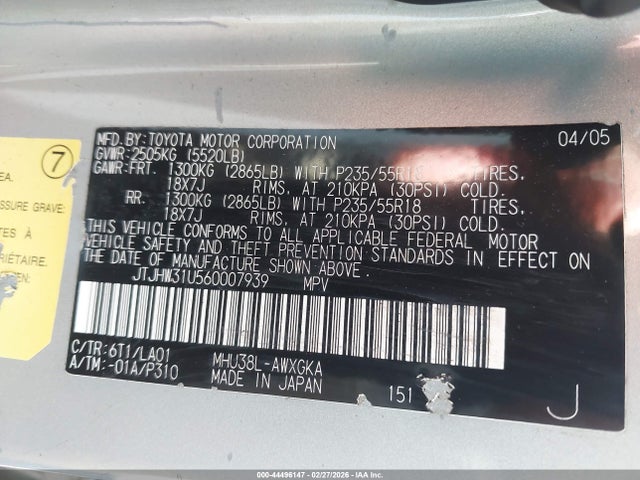 MFD.BY:TOYOTA MOTOR CORPORATION 04/05
GVWR:2505KG (5520LB)
GAWR:FRT. 1300KG (2865LB) WITH P235/55R18 TIRES,
18X7J RIMS, AT 210KPA (30PSI) COLD.
RR. 1300KG (2865LB) WITH P235/55R18 TIRES,
18X7J RIMS, AT 210KPA (30PSI) COLD.
THIS VEHICLE CONFORMS TO ALL APPLICABLE FEDERAL MOTOR
VEHICLE SAFETY AND THEFT PREVENTION STANDARDS IN EFFECT ON
THE DATE OF MANUFACTURE SHOWN ABOVE.
JTJHW31U560007939 MPV
C/TR:6T1/LA01 MHU38L-AWXGKA
A/TM:-01A/P310 MADE IN JAPAN 151 J
7
EA.
ESSURE GRAVE:
TES À
RIÉTAIRE.
000-44496147 - 02/27/2026 - IAA Inc.